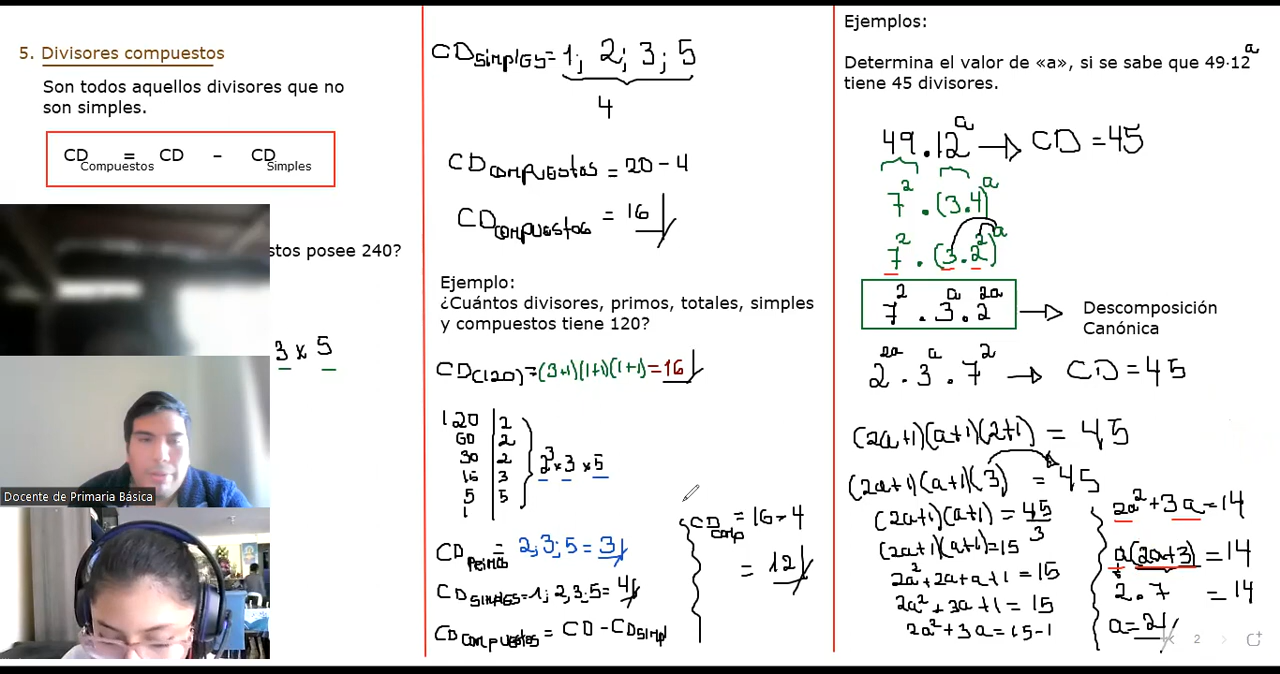 5. Divisores compuestos
Son todos aquellos divisores que no
son simples.
CD Compuestos = CD - CD Simples
stos posee 240?
3 x 5
Docente de Primaria Básica
CD SIMPLES = 1; 2; 3; 5
4
CD COMPUESTOS = 20 - 4
CD COMPUESTOS = 16
Ejemplo:
¿Cuántos divisores, primos, totales, simples
y compuestos tiene 120?
CD(120) = (3+1)(1+1)(1+1) = 16
120 | 2
60 | 2
30 | 2
15 | 3
5 | 5
1
2³ x 3 x 5
CD PRIMOS = 2; 3; 5 = 3
CD SIMPLES = 1; 2; 3; 5 = 4
CD COMPUESTOS = CD - CD SIMPL
CD comp = 16 - 4
= 12
Ejemplos:
Determina el valor de «a», si se sabe que 49·12ᵃ
tiene 45 divisores.
49 . 12ᵃ → CD = 45
7² . (3.4)ᵃ
7² . (3.2²)ᵃ
7² . 3ᵃ . 2²ᵃ → Descomposición
Canónica
2²ᵃ . 3ᵃ . 7² → CD = 45
(2a+1)(a+1)(2+1) = 45
(2a+1)(a+1)(3) = 45
(2a+1)(a+1) = 45/3
(2a+1)(a+1) = 15
2a² + 2a + a + 1 = 15
2a² + 3a + 1 = 15
2a² + 3a = 15 - 1
2a² + 3a = 14
a(2a+3) = 14
2 . 7 = 14
a = 2
2